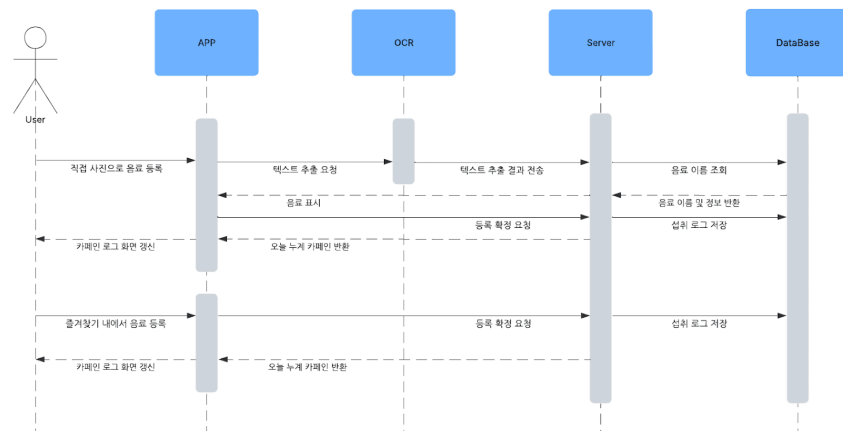 APP
OCR
Server
DataBase
User
직접 사진으로 음료 등록
텍스트 추출 요청
텍스트 추출 결과 전송
음료 이름 조회
음료 표시
음료 이름 및 정보 반환
등록 확정 요청
섭취 로그 저장
카페인 로그 화면 갱신
오늘 누계 카페인 반환
즐겨찾기 내에서 음료 등록
등록 확정 요청
섭취 로그 저장
카페인 로그 화면 갱신
오늘 누계 카페인 반환